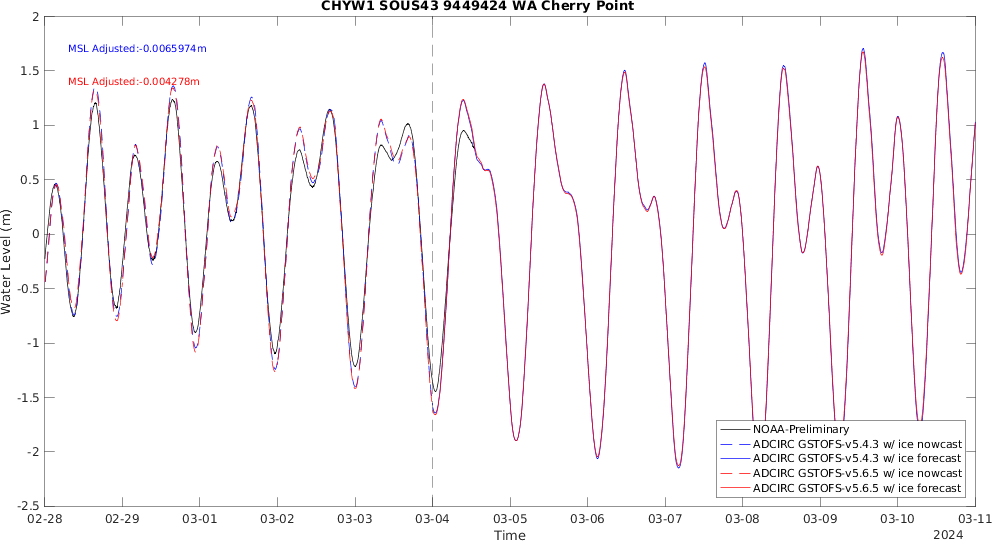 CHYW1 SOUS43 9449424 WA Cherry Point
MSL Adjusted:-0.0065974m
MSL Adjusted:-0.004278m
2
1.5
1
0.5
0
-0.5
-1
-1.5
-2
-2.5
Water Level (m)
NOAA-Preliminary
ADCIRC GSTOFS-v5.4.3 w/ ice nowcast
ADCIRC GSTOFS-v5.4.3 w/ ice forecast
ADCIRC GSTOFS-v5.6.5 w/ ice nowcast
ADCIRC GSTOFS-v5.6.5 w/ ice forecast
02-28 02-29 03-01 03-02 03-03 03-04 03-05 03-06 03-07 03-08 03-09 03-10 03-11
Time
2024